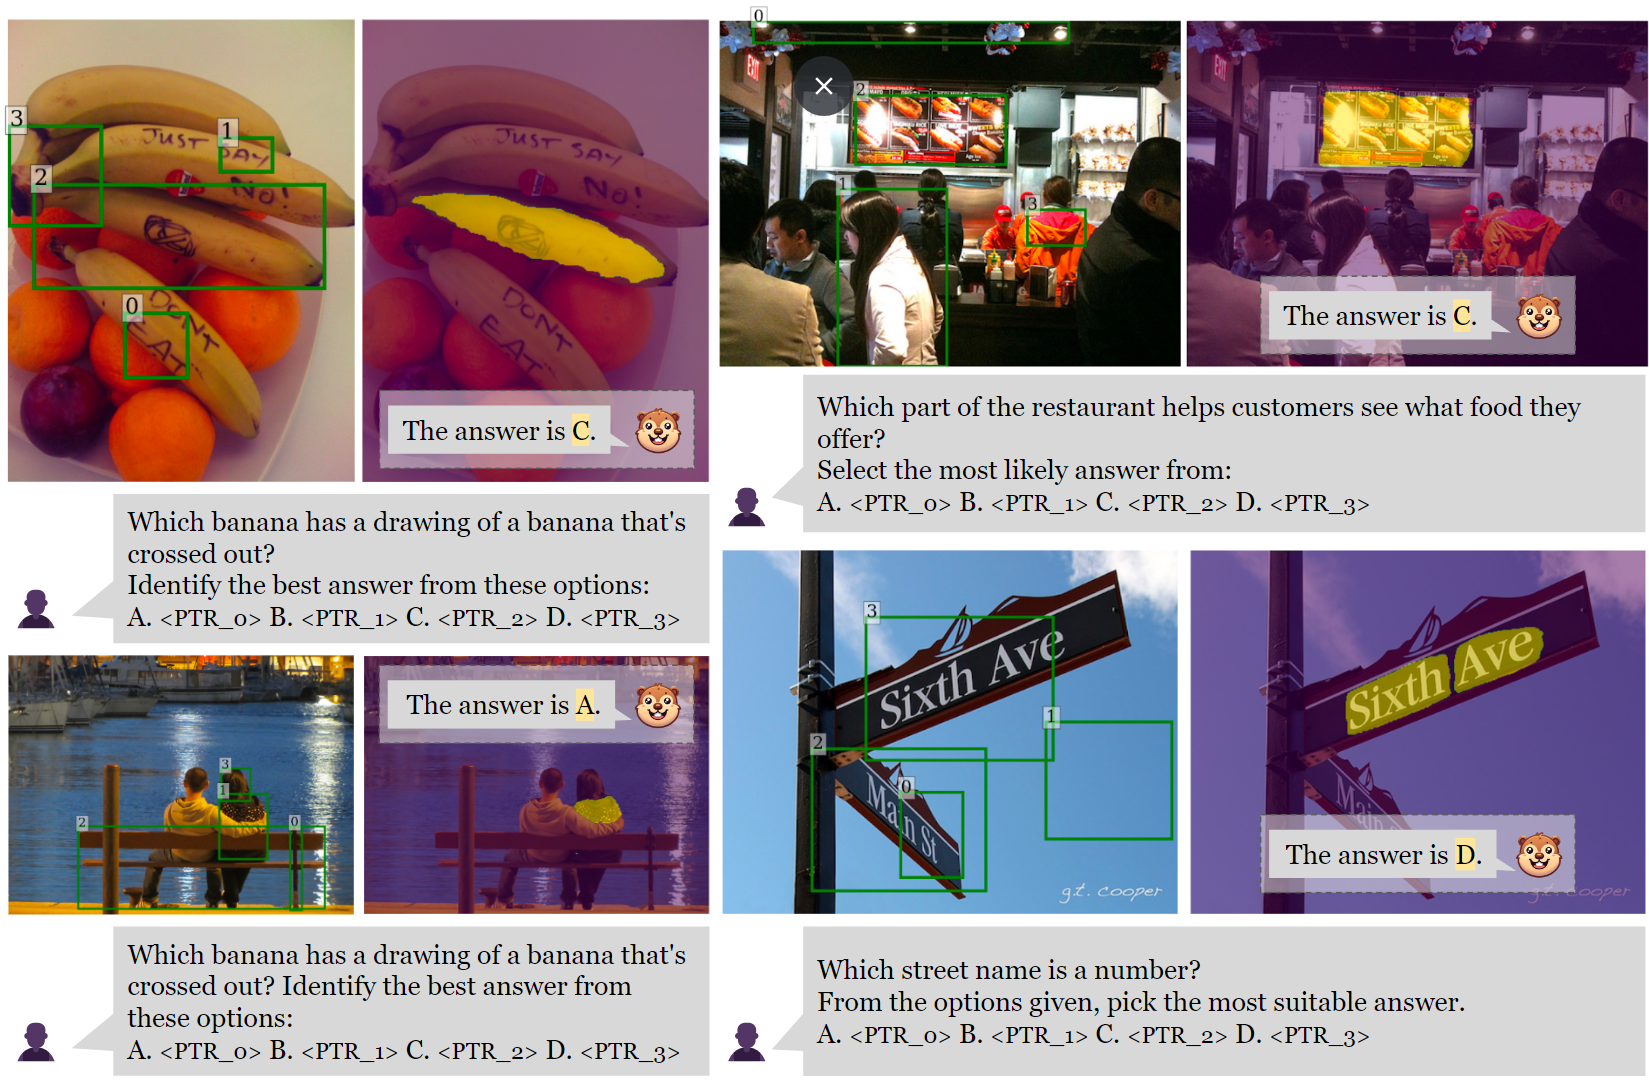 3
1
2
0
JUST SAY
NO!
DON'T
EAT
JUST SAY
NO!
DONT
EAT
The answer is C.
Which banana has a drawing of a banana that's
crossed out?
Identify the best answer from these options:
A. <PTR_0> B. <PTR_1> C. <PTR_2> D. <PTR_3>
3
1
2
0
The answer is A.
Which banana has a drawing of a banana that's
crossed out? Identify the best answer from
these options:
A. <PTR_0> B. <PTR_1> C. <PTR_2> D. <PTR_3>
0
EXIT
2
1
3
EXIT
The answer is C.
Which part of the restaurant helps customers see what food they
offer?
Select the most likely answer from:
A. <PTR_0> B. <PTR_1> C. <PTR_2> D. <PTR_3>
3
Sixth Ave
1
2
0
Main St
g.t. cooper
Sixth Ave
Main
The answer is D.
g.t. cooper
Which street name is a number?
From the options given, pick the most suitable answer.
A. <PTR_0> B. <PTR_1> C. <PTR_2> D. <PTR_3>